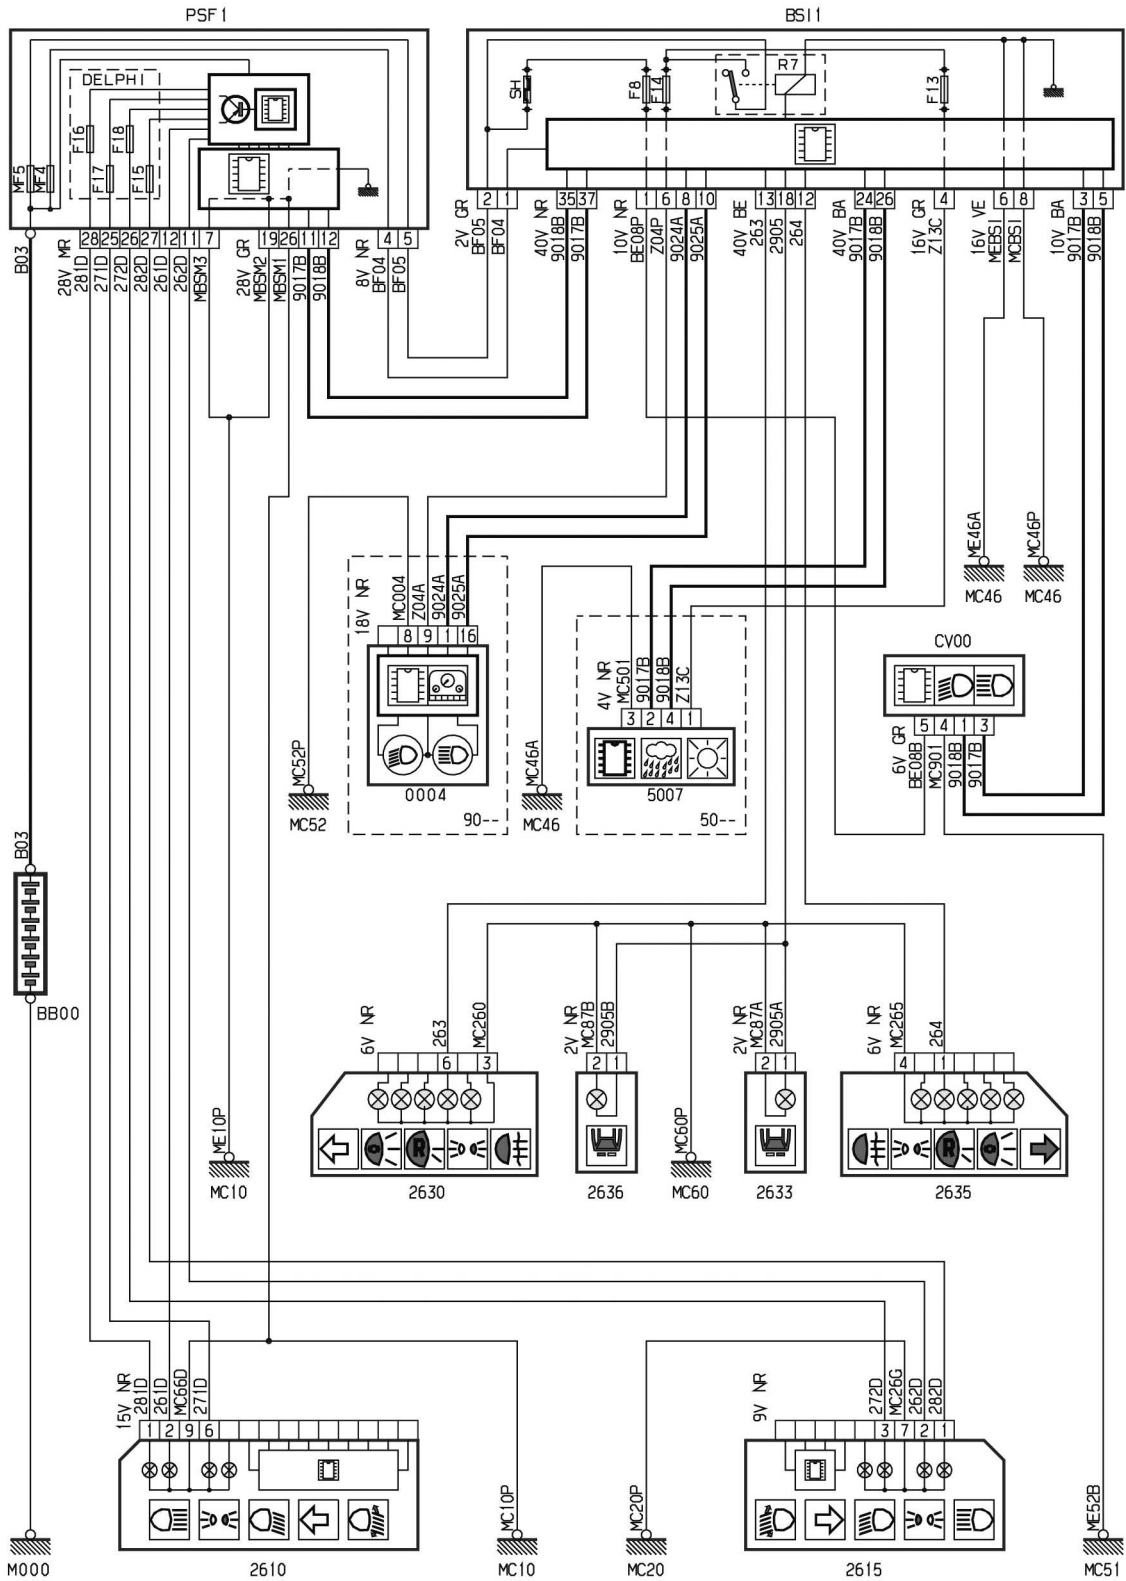 PSF1
BSI1
DELPHI
R7
F16
F18
F17
F15
MF5
MF4
SH
F8
F14
F13
B03
28V MR
28 25 26 27 12 11 7
281D
271D
272D
282D
261D
262D
MBSM3
28V GR
19 26 11 12
MBSM2
MBSM1
9017B
9018B
8V NR
4 5
BF04
BF05
2V GR
2 1
BF05
BF04
40V NR
35 37
9018B
9017B
10V NR
1 6 8 10
BE08P
Z04P
9024A
9025A
40V BE
13 18 12
263
2905
264
40V BA
24 26
9017B
9018B
16V GR
4
Z13C
16V VE
6 8
MEBSI
MCBSI
10V BA
3 5
9017B
9018B
ME46A
MC46
MC46P
MC46
18V NR
MC004
Z04A
9024A
9025A
8 9 1 16
0004
90--
MC52P
MC52
MC46A
MC46
4V NR
MC501
9017B
9018B
Z13C
3 2 4 1
5007
50--
CV00
5 4 1 3
6V GR
BE08B
MC901
9018B
9017B
B03
BB00
6V NR
263
MC260
6 3
2630
2V NR
MC87B
2905B
2 1
2636
MC60P
MC60
2V NR
MC87A
2905A
2 1
2633
6V NR
MC265
264
4 1
2635
R
R
ME10P
MC10
15V NR
281D
261D
MC66D
271D
1 2 9 6
2610
MC10P
MC10
MC20P
MC20
9V NR
272D
MC26G
262D
282D
3 7 2 1
2615
ME52B
MC51
M000